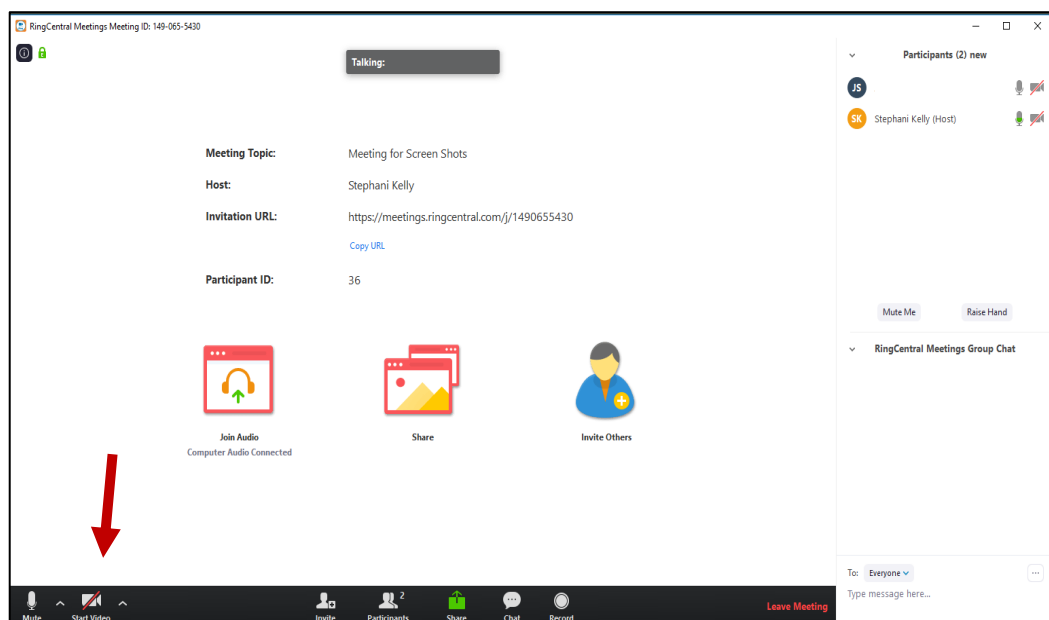 RingCentral Meetings Meeting ID: 149-065-5430
Talking:
Meeting Topic: Meeting for Screen Shots
Host: Stephani Kelly
Invitation URL: https://meetings.ringcentral.com/j/1490655430
Copy URL
Participant ID: 36
Join Audio
Computer Audio Connected
Share
Invite Others
Participants (2) new
JS
SK Stephani Kelly (Host)
Mute Me Raise Hand
RingCentral Meetings Group Chat
To: Everyone
Type message here...
Mute Start Video Invite Participants 2 Share Chat Record Leave Meeting